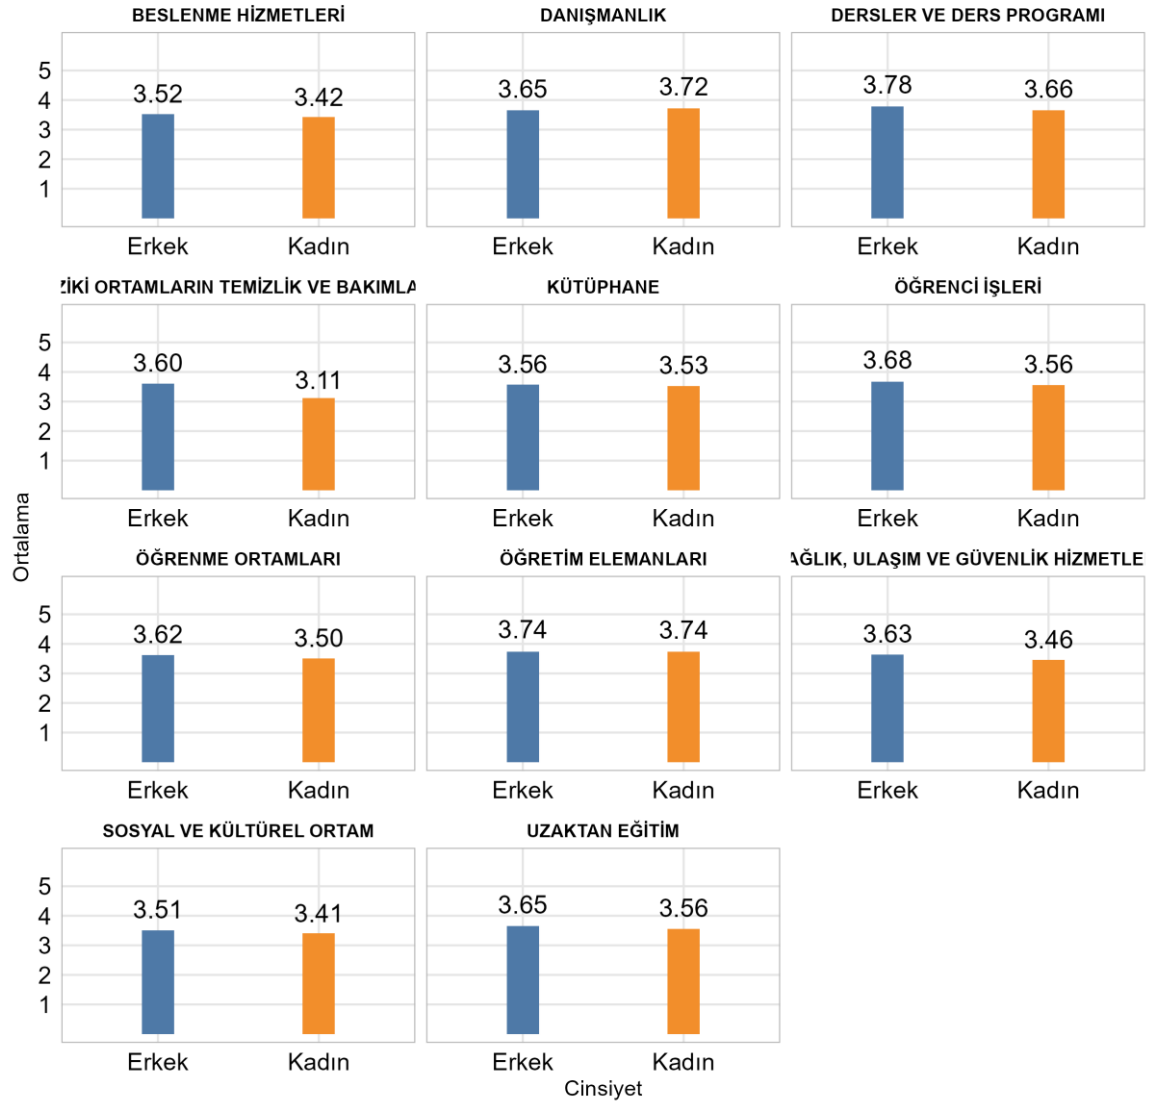 BESLENME HİZMETLERİ
5
4
3
2
1
3.52
3.42
Erkek
Kadın
DANIŞMANLIK
3.65
3.72
Erkek
Kadın
DERSLER VE DERS PROGRAMI
3.78
3.66
Erkek
Kadın
ZİKİ ORTAMLARIN TEMİZLİK VE BAKIMLA
5
4
3
2
1
3.60
3.11
Erkek
Kadın
KÜTÜPHANE
3.56
3.53
Erkek
Kadın
ÖĞRENCİ İŞLERİ
3.68
3.56
Erkek
Kadın
Ortalama
ÖĞRENME ORTAMLARI
5
4
3
2
1
3.62
3.50
Erkek
Kadın
ÖĞRETİM ELEMANLARI
3.74
3.74
Erkek
Kadın
AĞLIK, ULAŞIM VE GÜVENLİK HİZMETLE
3.63
3.46
Erkek
Kadın
SOSYAL VE KÜLTÜREL ORTAM
5
4
3
2
1
3.51
3.41
Erkek
Kadın
UZAKTAN EĞİTİM
3.65
3.56
Erkek
Kadın
Cinsiyet